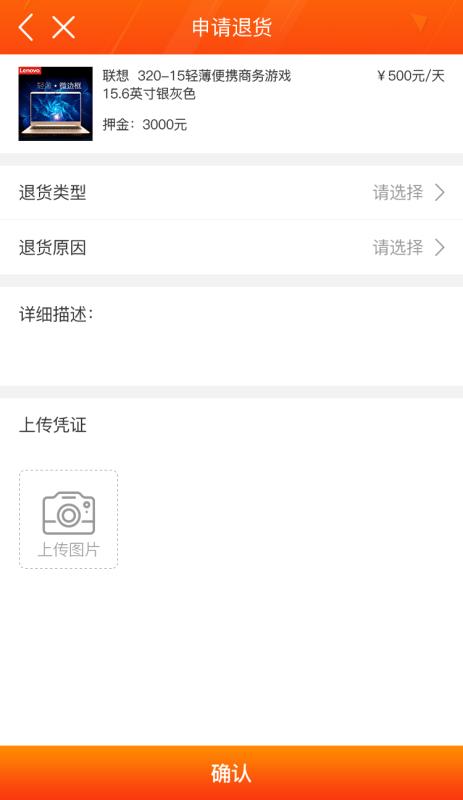 申请退货
Lenovo
轻薄·微边框
联想 320-15轻薄便携商务游戏
¥500元/天
15.6英寸银灰色
押金：3000元
退货类型
请选择
退货原因
请选择
详细描述：
上传凭证
上传图片
确认